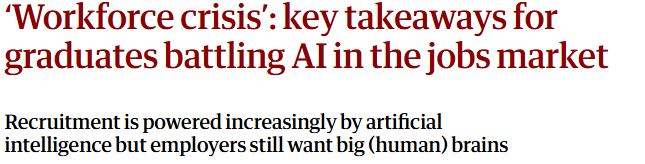 ‘Workforce crisis’: key takeaways for
graduates battling AI in the jobs market
Recruitment is powered increasingly by artificial
intelligence but employers still want big (human) brains